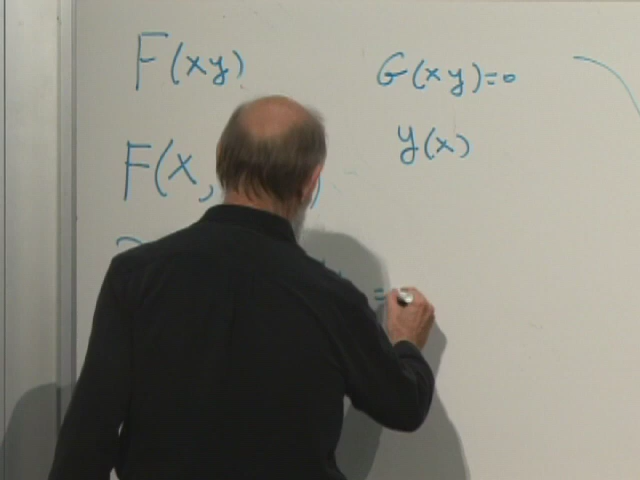 F(xy)
G(xy)=0
y(x)
F(x,
=